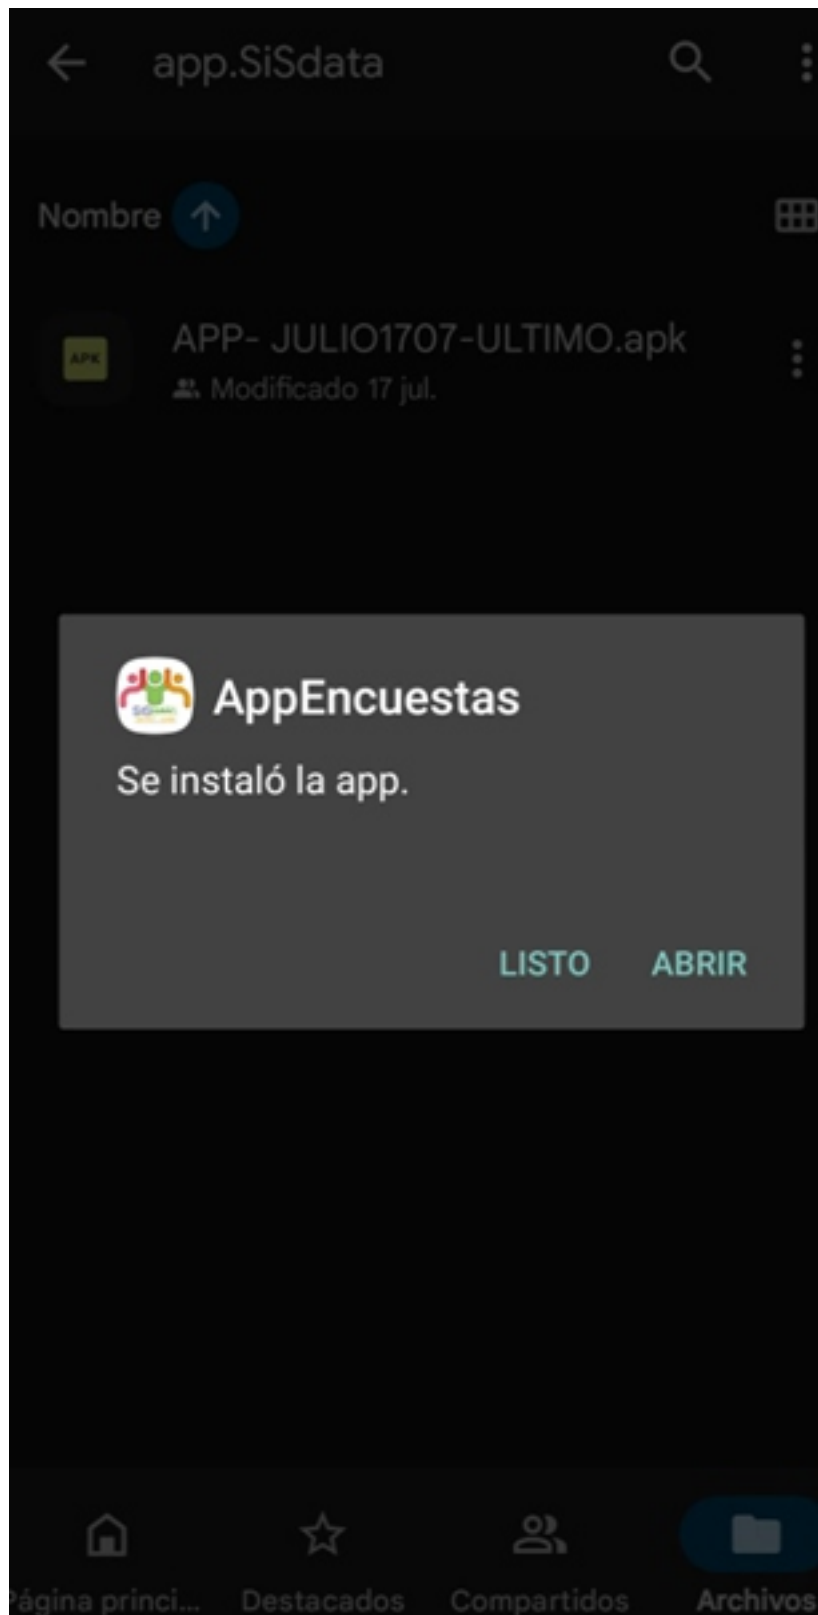 app.SiSdata
Nombre
APK
APP- JULIO1707-ULTIMO.apk
Modificado 17 jul.
AppEncuestas
Se instaló la app.
LISTO ABRIR
Página princi... Destacados Compartidos Archivos